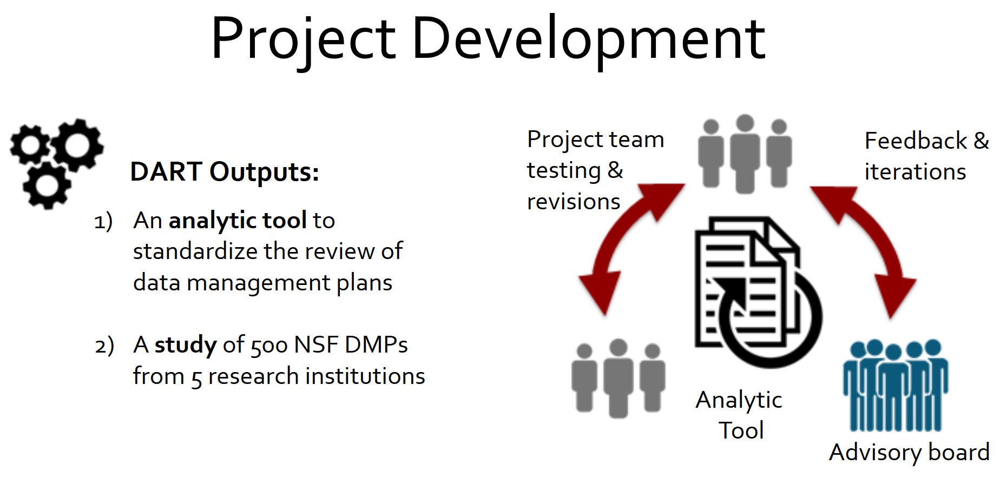 Project Development
DART Outputs:
1) An analytic tool to
standardize the review of
data management plans
2) A study of 500 NSF DMPs
from 5 research institutions
Project team
testing &
revisions
Feedback &
iterations
Analytic
Tool
Advisory board